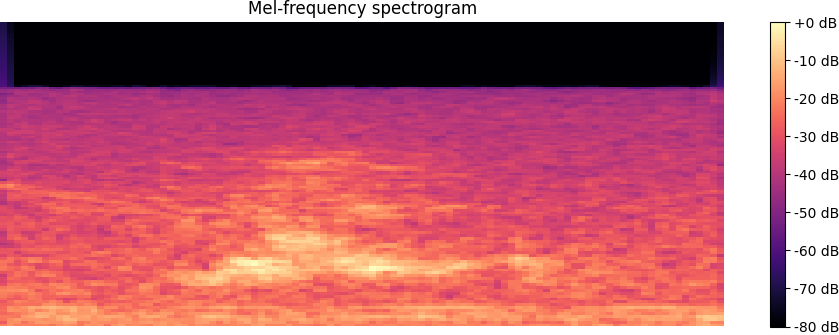 Mel-frequency spectrogram
+0 dB
-10 dB
-20 dB
-30 dB
-40 dB
-50 dB
-60 dB
-70 dB
-80 dB